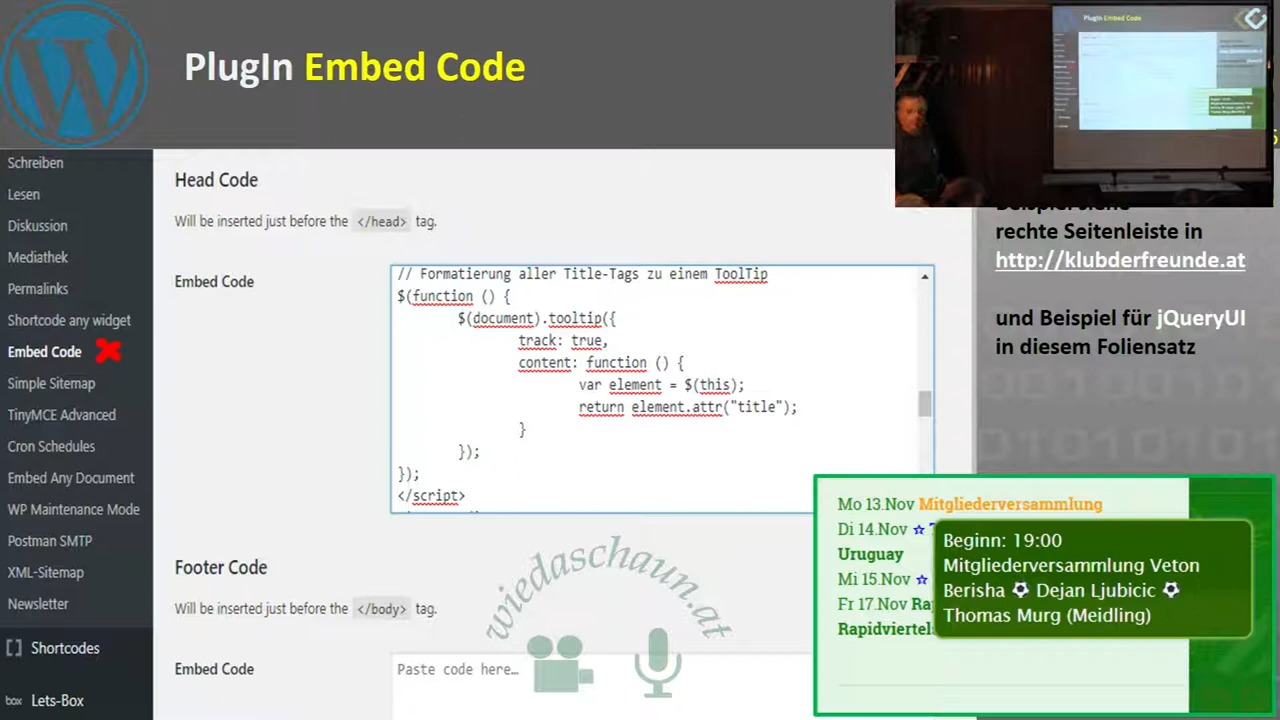 PlugIn Embed Code
PlugIn Embed Code
Schreiben
Lesen
Diskussion
Mediathek
Permalinks
Shortcode any widget
Embed Code
Simple Sitemap
TinyMCE Advanced
Cron Schedules
Embed Any Document
WP Maintenance Mode
Postman SMTP
XML-Sitemap
Newsletter
Shortcodes
box Lets-Box
Head Code
Will be inserted just before the </head> tag.
Embed Code
// Formatierung aller Title-Tags zu einem ToolTip
$(function () {
$(document).tooltip({
track: true,
content: function () {
var element = $(this);
return element.attr("title");
}
});
});
</script>
Footer Code
Will be inserted just before the </body> tag.
Embed Code
Paste code here...
wiedaschaun.at
rechte Seitenleiste in
http://klubderfreunde.at
und Beispiel für jQueryUI
in diesem Foliensatz
Mo 13.Nov Mitgliederversammlung
Di 14.Nov ☆
Uruguay
Mi 15.Nov ☆
Fr 17.Nov
Beginn: 19:00
Mitgliederversammlung Veton
Berisha ⚽ Dejan Ljubicic ⚽
Thomas Murg (Meidling)